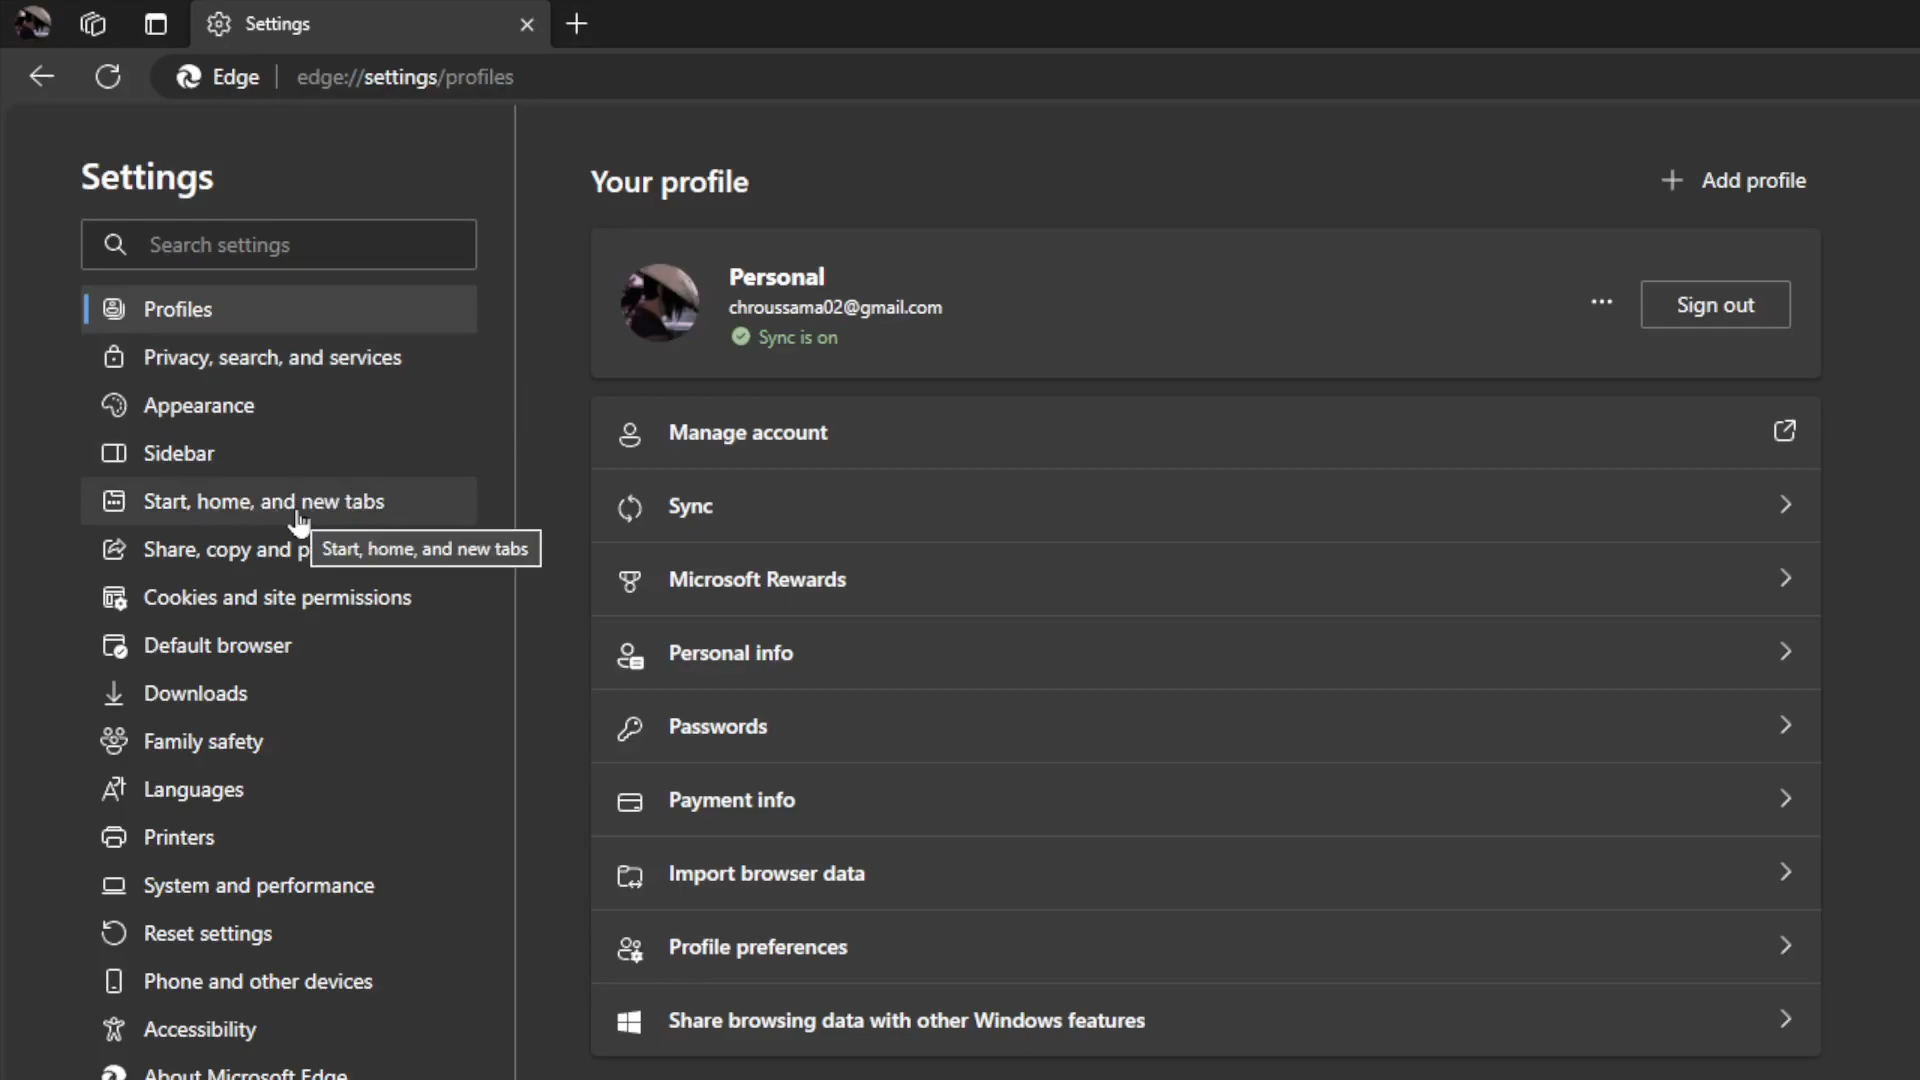 Settings
Edge
edge://settings/profiles
Settings
Search settings
Profiles
Privacy, search, and services
Appearance
Sidebar
Start, home, and new tabs
Share, copy and p
Start, home, and new tabs
Cookies and site permissions
Default browser
Downloads
Family safety
Languages
Printers
System and performance
Reset settings
Phone and other devices
Accessibility
About Microsoft Edge
Your profile
Add profile
Personal
chroussama02@gmail.com
Sync is on
Sign out
Manage account
Sync
Microsoft Rewards
Personal info
Passwords
Payment info
Import browser data
Profile preferences
Share browsing data with other Windows features